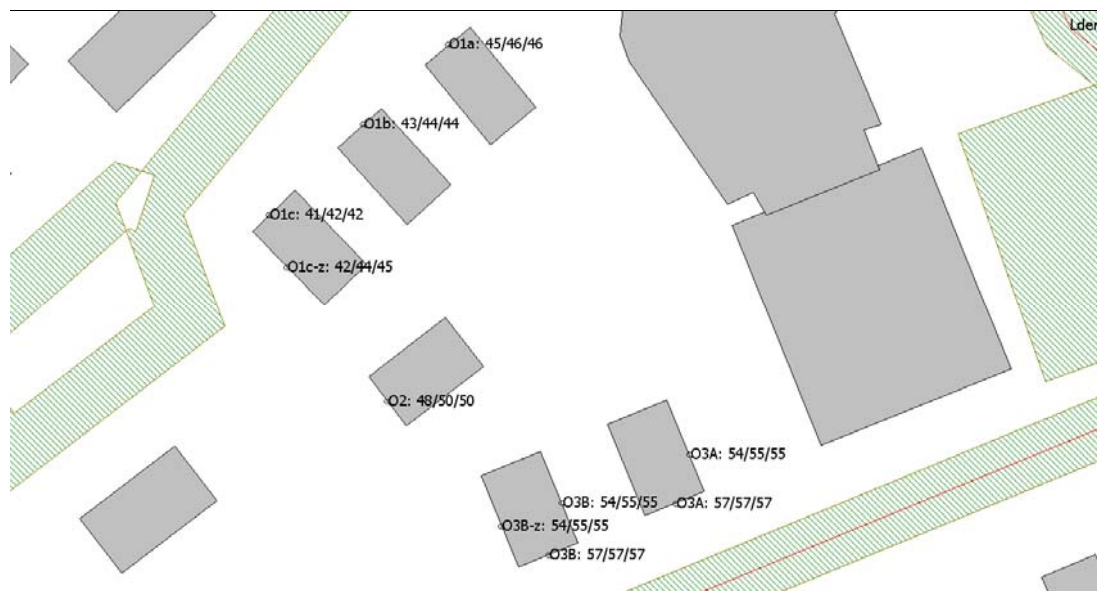 Lder
O1a: 45/46/46
O1b: 43/44/44
O1c: 41/42/42
O1c-z: 42/44/45
O2: 48/50/50
O3A: 54/55/55
O3B: 54/55/55
O3A: 57/57/57
O3B-z: 54/55/55
O3B: 57/57/57